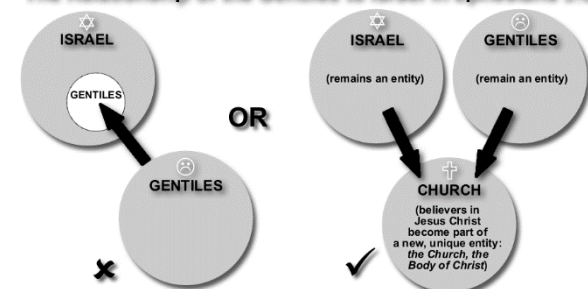 ISRAEL
GENTILES
OR
GENTILES
ISRAEL
(remains an entity)
GENTILES
(remain an entity)
CHURCH
(believers in
Jesus Christ
become part of
a new, unique entity:
the Church, the
Body of Christ)